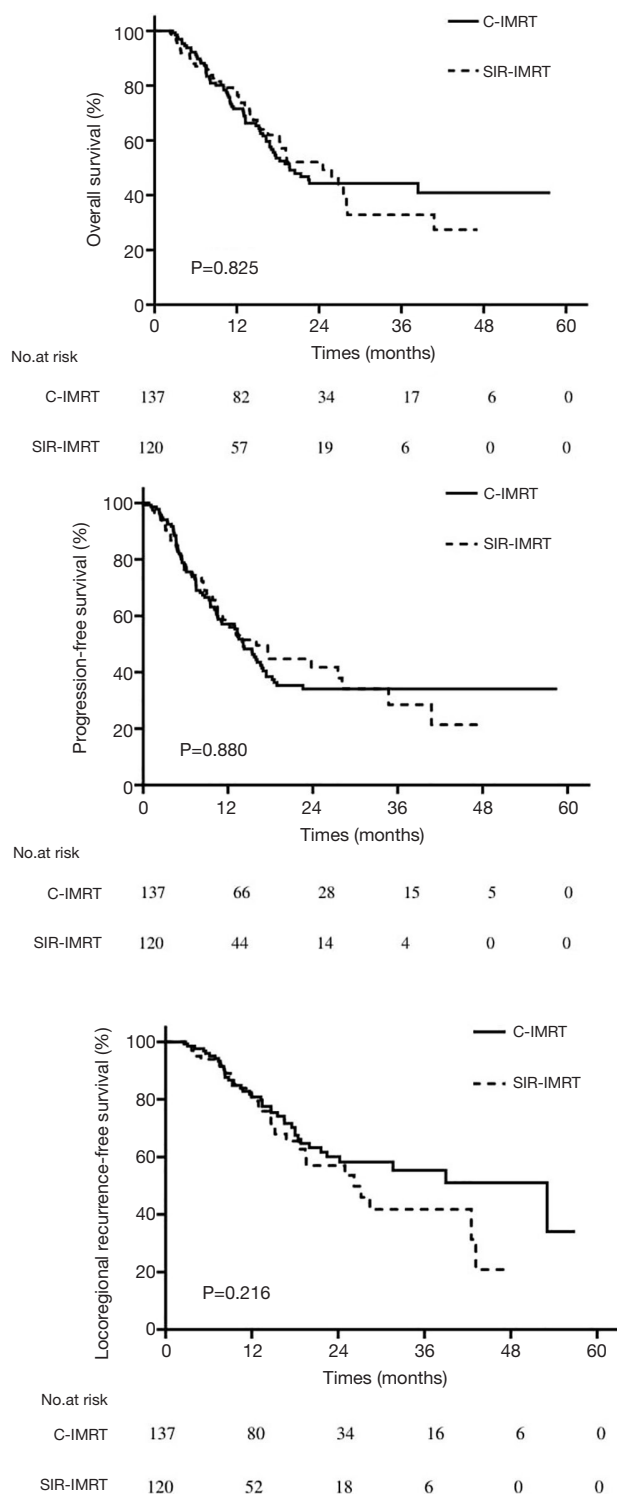 C-IMRT
SIR-IMRT
Overall survival (%)
100
80
60
40
20
0
P=0.825
0 12 24 36 48 60
Times (months)
No.at risk
C-IMRT 137 82 34 17 6 0
SIR-IMRT 120 57 19 6 0 0
C-IMRT
SIR-IMRT
Progression-free survival (%)
100
80
60
40
20
0
P=0.880
0 12 24 36 48 60
Times (months)
No.at risk
C-IMRT 137 66 28 15 5 0
SIR-IMRT 120 44 14 4 0 0
C-IMRT
SIR-IMRT
Locoregional recurrence-free survival (%)
100
80
60
40
20
0
P=0.216
0 12 24 36 48 60
Times (months)
No.at risk
C-IMRT 137 80 34 16 6 0
SIR-IMRT 120 52 18 6 0 0